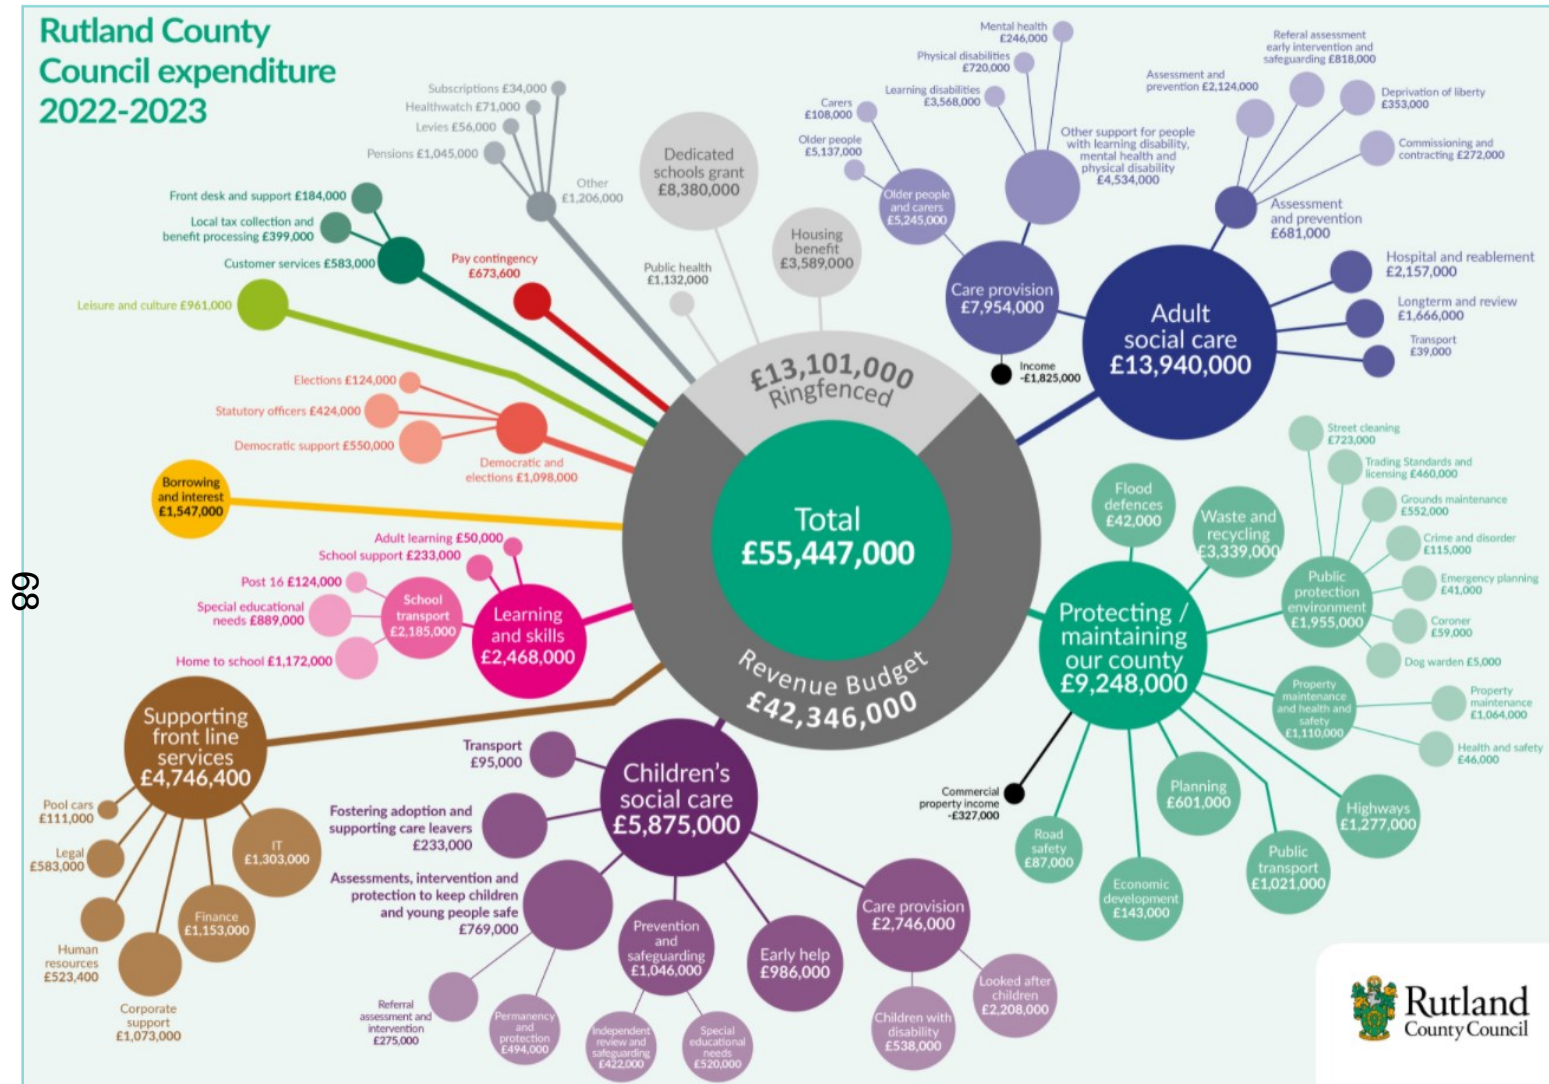 Rutland County
Council expenditure
2022-2023
Subscriptions £34,000
Healthwatch £71,000
Levies £56,000
Pensions £1,045,000
Other
£1,206,000
Front desk and support £184,000
Local tax collection and
benefit processing £399,000
Customer services £583,000
Pay contingency
£673,600
Leisure and culture £961,000
Elections £124,000
Statutory officers £424,000
Democratic support £550,000
Democratic and
elections £1,098,000
Borrowing
and interest
£1,547,000
Adult learning £50,000
School support £233,000
Post 16 £124,000
Special educational
needs £889,000
Home to school £1,172,000
School
transport
£2,185,000
Learning
and skills
£2,468,000
68
Supporting
front line
services
£4,746,400
Pool cars
£111,000
Legal
£583,000
Human
resources
£523,400
Corporate
support
£1,073,000
Finance
£1,153,000
IT
£1,303,000
Dedicated
schools grant
£8,380,000
Housing
benefit
£3,589,000
Public health
£1,132,000
£13,101,000
Ringfenced
Total
£55,447,000
Revenue Budget
£42,346,000
Mental health
£246,000
Physical disabilities
£720,000
Learning disabilities
£3,568,000
Carers
£108,000
Older people
£5,137,000
Older people
and carers
£5,245,000
Other support for people
with learning disability,
mental health and
physical disability
£4,534,000
Care provision
£7,954,000
Income
-£1,825,000
Adult
social care
£13,940,000
Referal assessment
early intervention and
safeguarding £818,000
Assessment and
prevention £2,124,000
Deprivation of liberty
£353,000
Commissioning and
contracting £272,000
Assessment
and prevention
£681,000
Hospital and reablement
£2,157,000
Longterm and review
£1,666,000
Transport
£39,000
Flood
defences
£42,000
Waste and
recycling
£3,339,000
Street cleaning
£723,000
Trading Standards and
licensing £460,000
Grounds maintenance
£552,000
Crime and disorder
£115,000
Emergency planning
£41,000
Coroner
£59,000
Dog warden £5,000
Public
protection
environment
£1,955,000
Protecting /
maintaining
our county
£9,248,000
Property
maintenance
and health and
safety
£1,110,000
Property
maintenance
£1,064,000
Health and safety
£46,000
Commercial
property income
-£327,000
Road
safety
£87,000
Economic
development
£143,000
Planning
£601,000
Public
transport
£1,021,000
Highways
£1,277,000
Children's
social care
£5,875,000
Transport
£95,000
Fostering adoption and
supporting care leavers
£233,000
Assessments, intervention and
protection to keep children
and young people safe
£769,000
Referral
assessment and
intervention
£275,000
Permanency
and
protection
£494,000
Prevention
and
safeguarding
£1,046,000
Independent
review and
safeguarding
£422,000
Special
educational
needs
£520,000
Early help
£986,000
Care provision
£2,746,000
Children with
disability
£538,000
Looked after
children
£2,208,000
Rutland
County Council